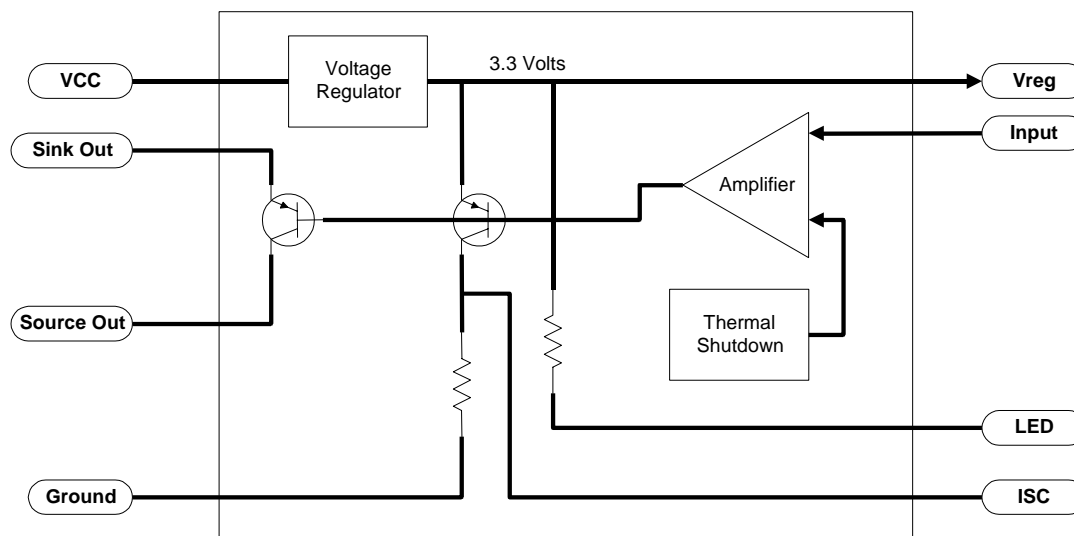 VCC
Voltage
Regulator
3.3 Volts
Vreg
Sink Out
Input
Amplifier
Source Out
Thermal
Shutdown
LED
Ground
ISC